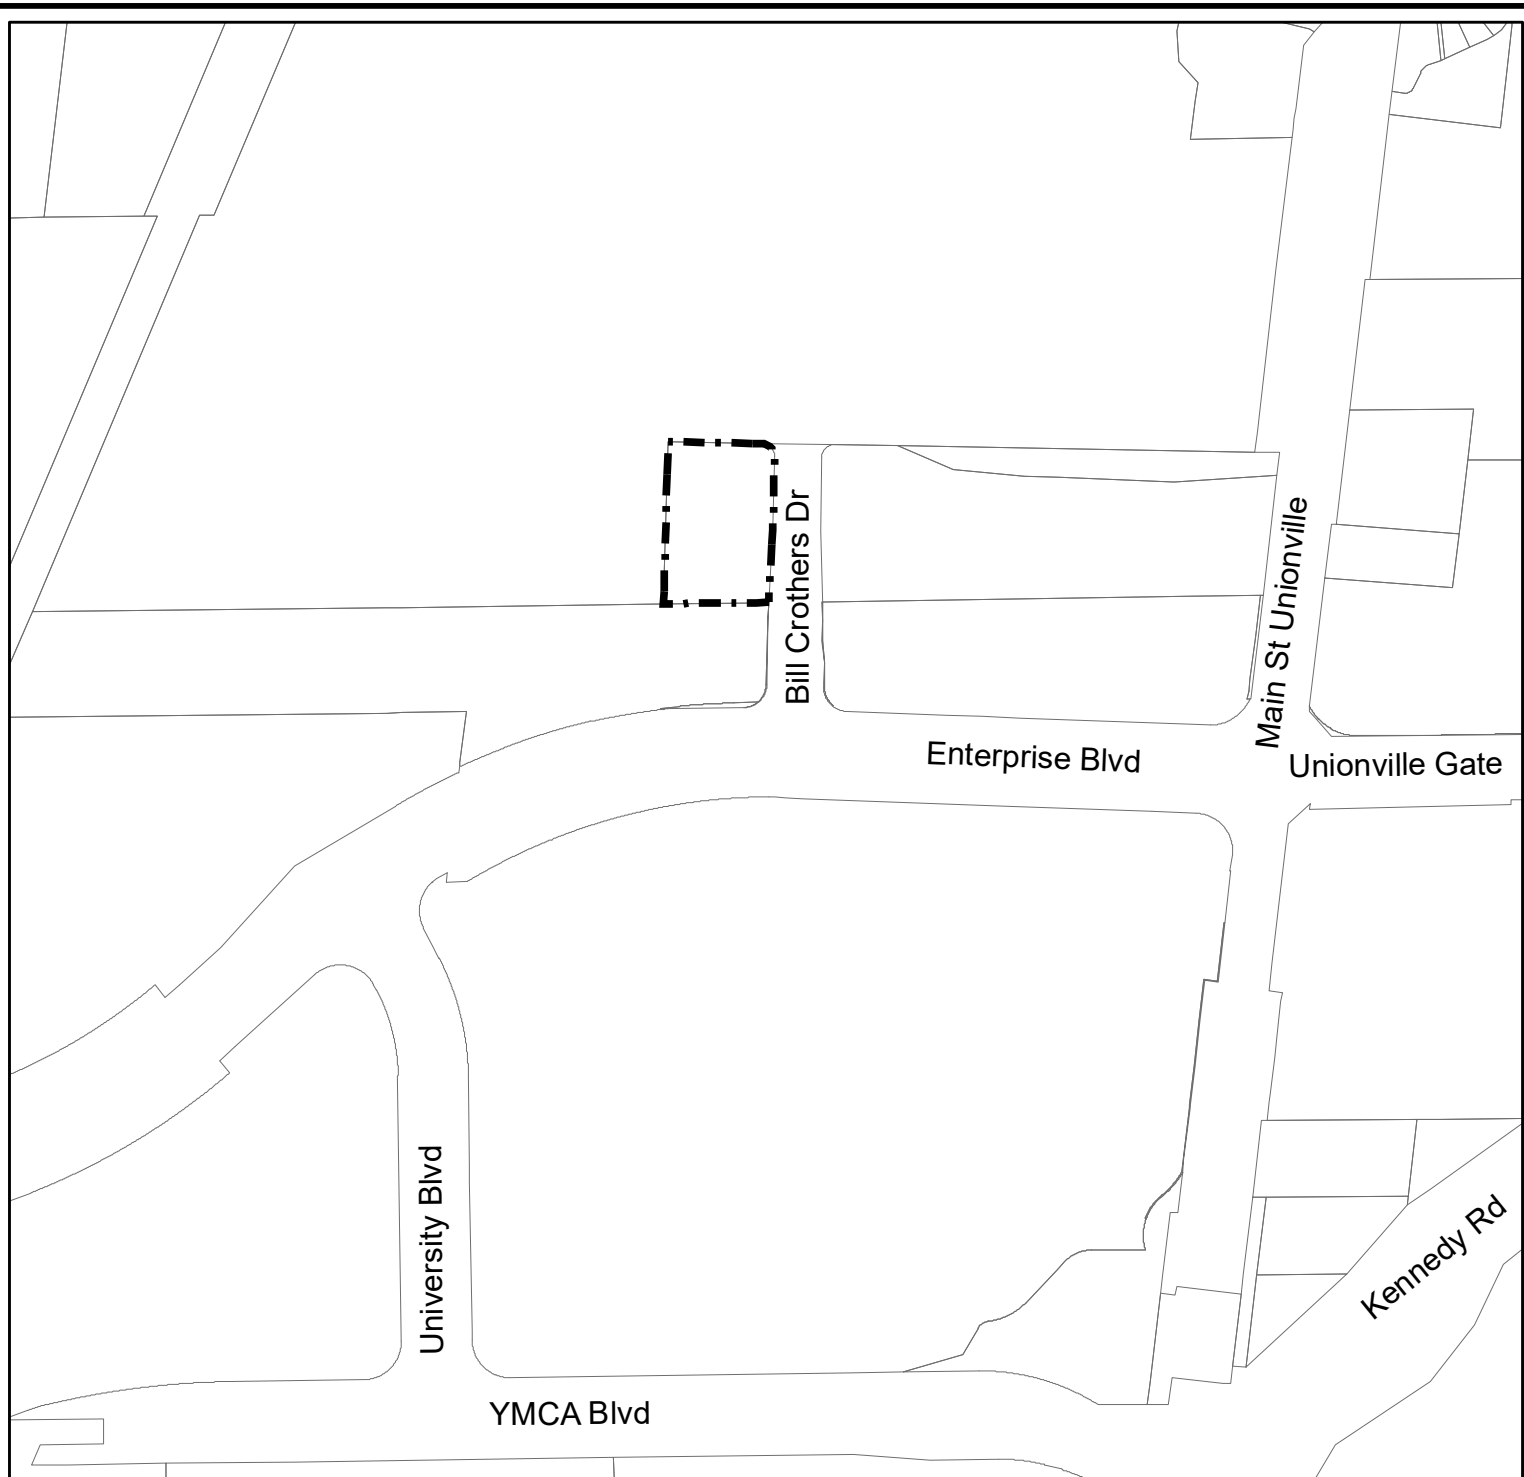 Bill Crothers Dr
Main St Unionville
Enterprise Blvd
Unionville Gate
University Blvd
Kennedy Rd
YMCA Blvd